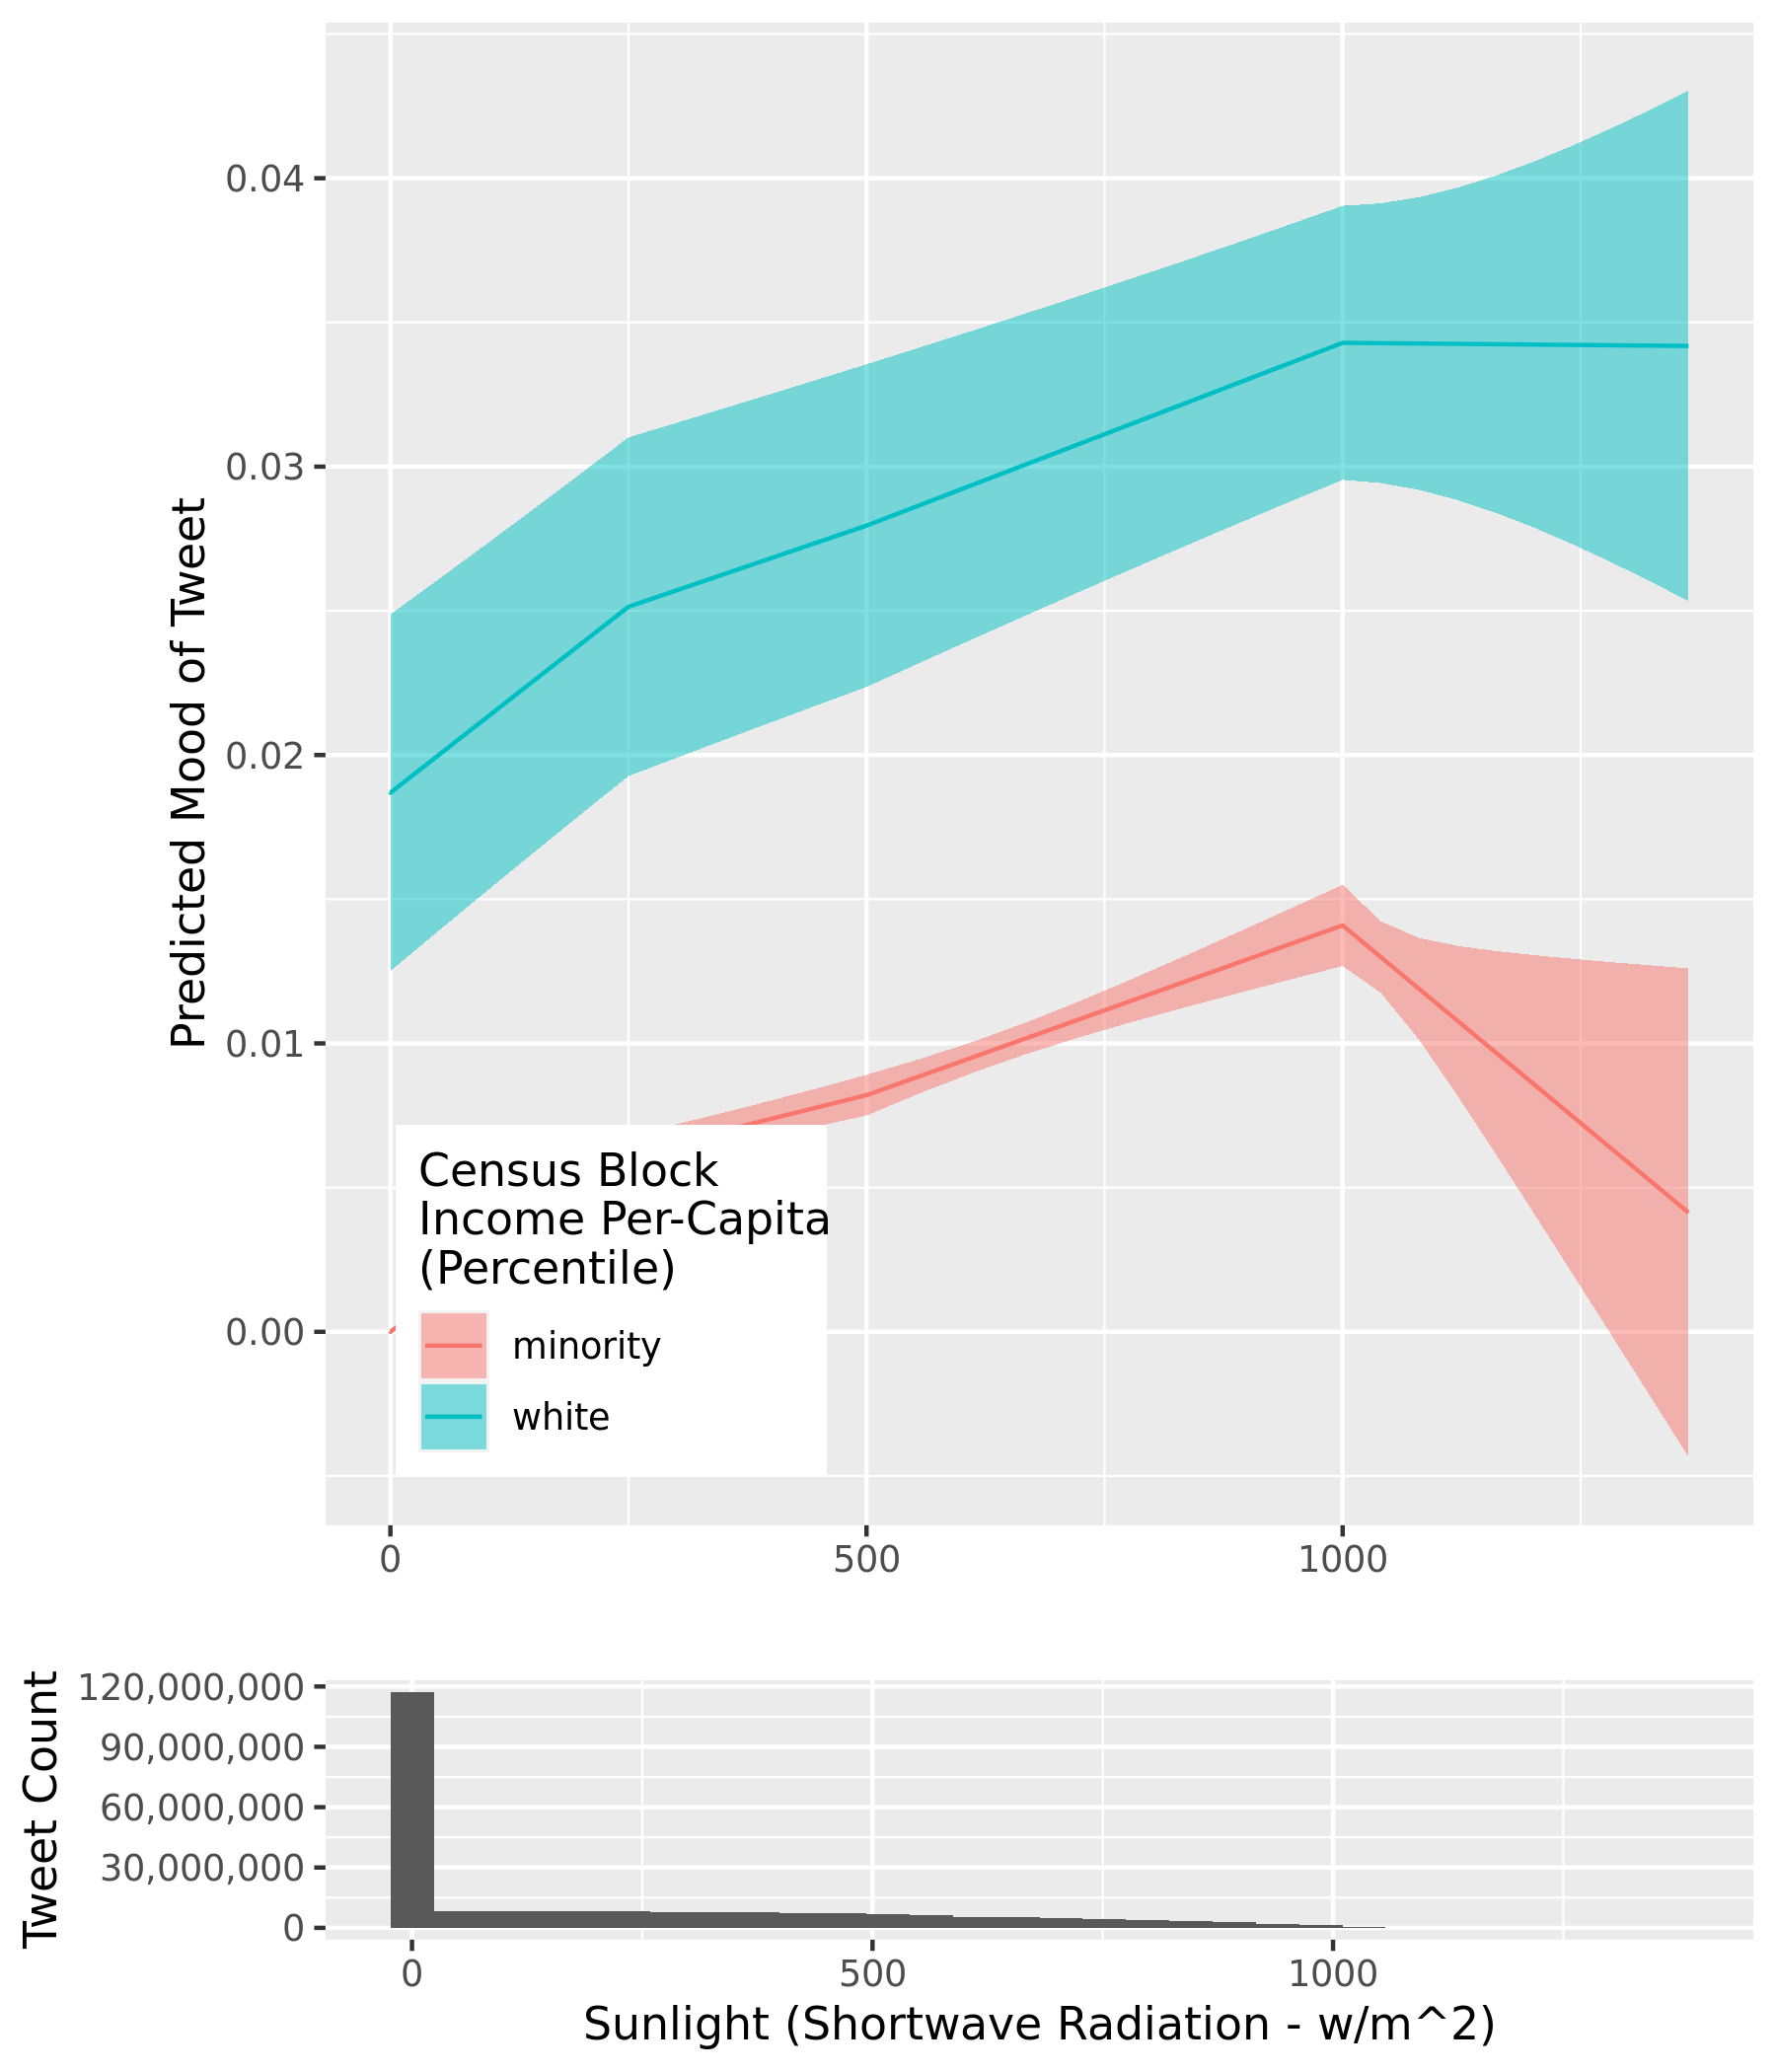 Predicted Mood of Tweet
0.04
0.03
0.02
0.01
0.00
Census Block
Income Per-Capita
(Percentile)
minority
white
0 500 1000
Tweet Count
120,000,000
90,000,000
60,000,000
30,000,000
0
0 500 1000
Sunlight (Shortwave Radiation - w/m^2)